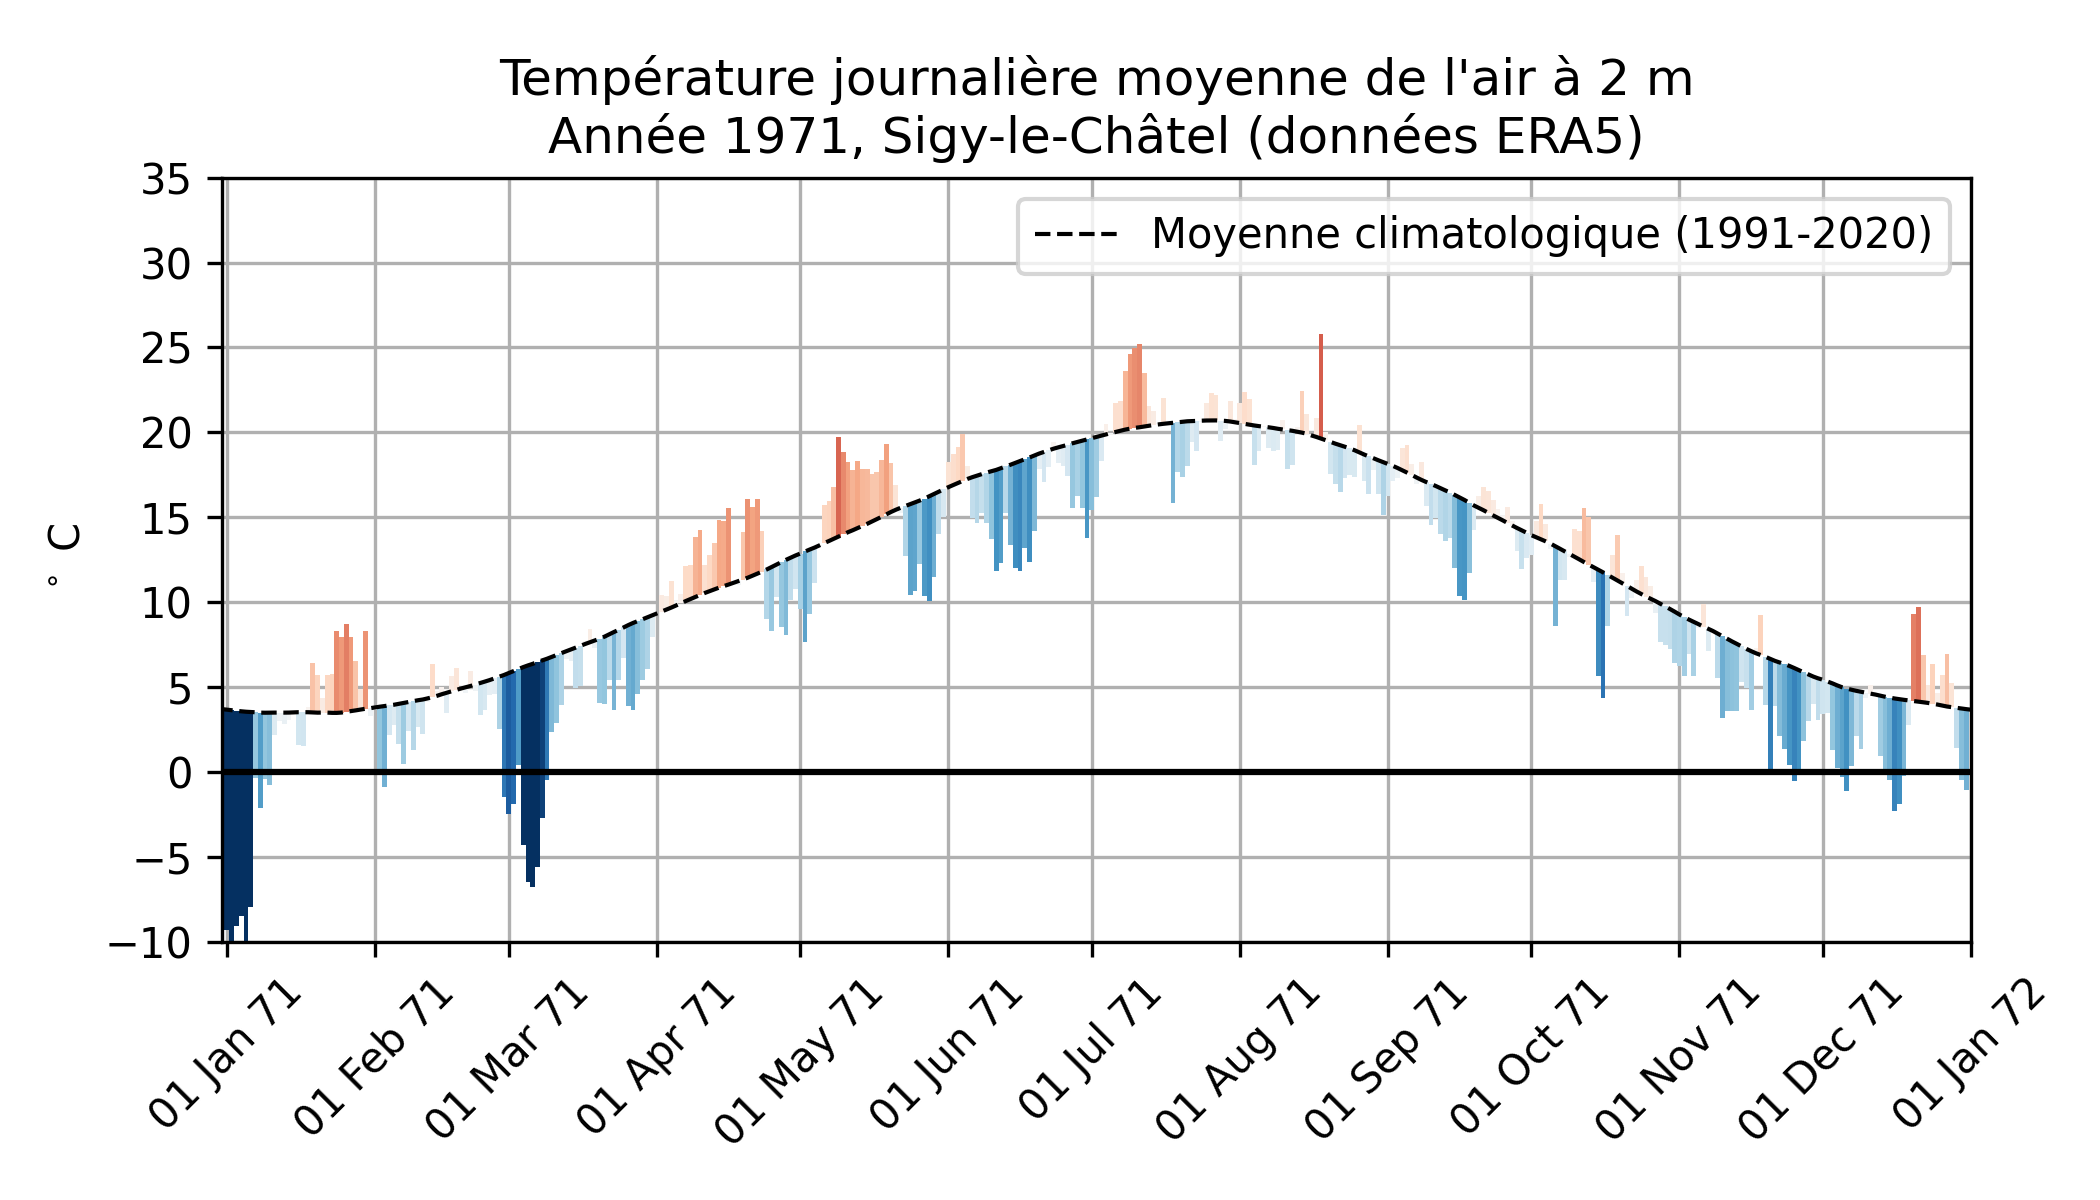 Température journalière moyenne de l'air à 2 m
Année 1971, Sigy-le-Châtel (données ERA5)
Moyenne climatologique (1991-2020)
° C
35
30
25
20
15
10
5
0
−5
−10
01 Jan 71
01 Feb 71
01 Mar 71
01 Apr 71
01 May 71
01 Jun 71
01 Jul 71
01 Aug 71
01 Sep 71
01 Oct 71
01 Nov 71
01 Dec 71
01 Jan 72